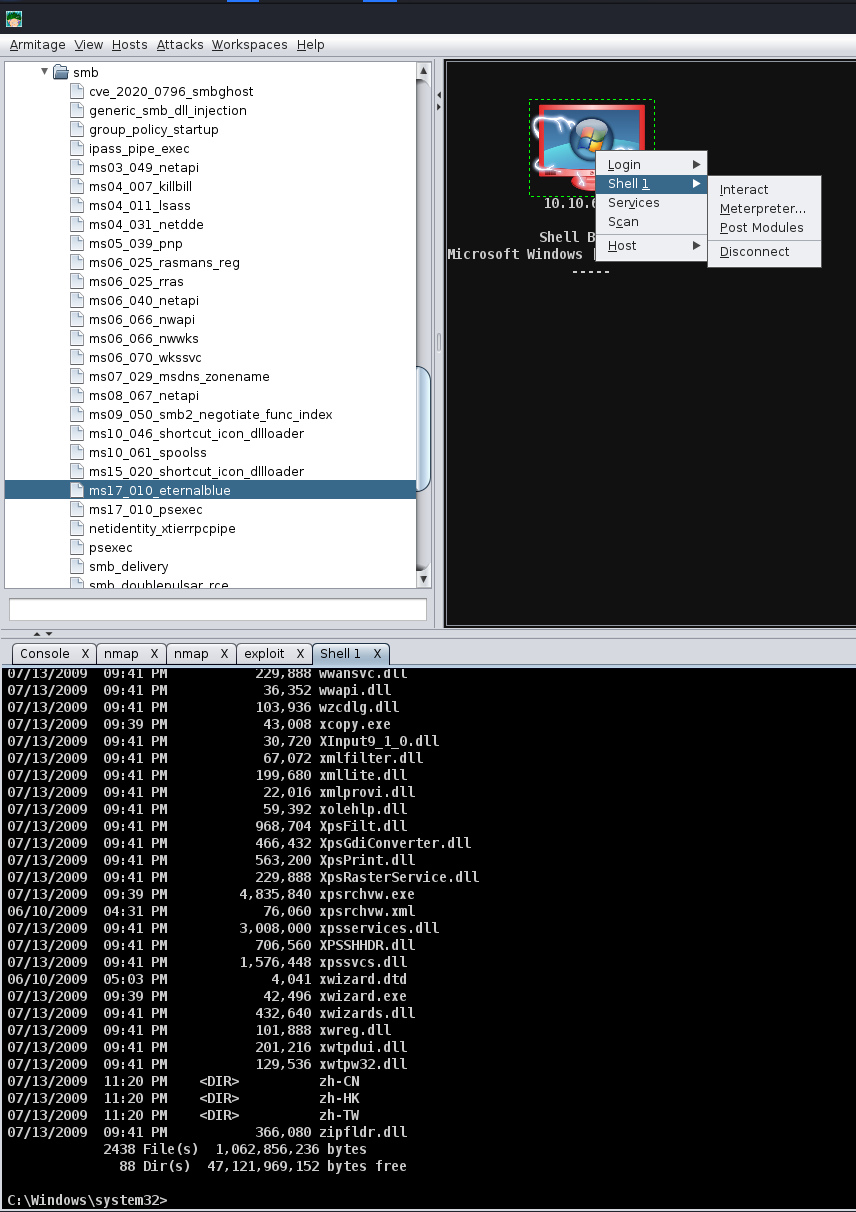 Armitage View Hosts Attacks Workspaces Help
smb
cve_2020_0796_smbghost
generic_smb_dll_injection
group_policy_startup
ipass_pipe_exec
ms03_049_netapi
ms04_007_killbill
ms04_011_lsass
ms04_031_netdde
ms05_039_pnp
ms06_025_rasmans_reg
ms06_025_rras
ms06_040_netapi
ms06_066_nwapi
ms06_066_nwwks
ms06_070_wkssvc
ms07_029_msdns_zonename
ms08_067_netapi
ms09_050_smb2_negotiate_func_index
ms10_046_shortcut_icon_dllloader
ms10_061_spoolss
ms15_020_shortcut_icon_dllloader
ms17_010_eternalblue
ms17_010_psexec
netidentity_xtierrpcpipe
psexec
smb_delivery
smb_doublepulsar_rce
10.10.6
Shell B
Microsoft Windows
-----
Login
Shell 1
Services
Scan
Host
Interact
Meterpreter...
Post Modules
Disconnect
Console X nmap X nmap X exploit X Shell 1 X
07/13/2009 09:41 PM 229,888 wwansvc.dll
07/13/2009 09:41 PM 36,352 wwapi.dll
07/13/2009 09:41 PM 103,936 wzcdlg.dll
07/13/2009 09:39 PM 43,008 xcopy.exe
07/13/2009 09:41 PM 30,720 XInput9_1_0.dll
07/13/2009 09:41 PM 67,072 xmlfilter.dll
07/13/2009 09:41 PM 199,680 xmllite.dll
07/13/2009 09:41 PM 22,016 xmlprovi.dll
07/13/2009 09:41 PM 59,392 xolehlp.dll
07/13/2009 09:41 PM 968,704 XpsFilt.dll
07/13/2009 09:41 PM 466,432 XpsGdiConverter.dll
07/13/2009 09:41 PM 563,200 XpsPrint.dll
07/13/2009 09:41 PM 229,888 XpsRasterService.dll
07/13/2009 09:39 PM 4,835,840 xpsrchvw.exe
06/10/2009 04:31 PM 76,060 xpsrchvw.xml
07/13/2009 09:41 PM 3,008,000 xpsservices.dll
07/13/2009 09:41 PM 706,560 XPSSHHDR.dll
07/13/2009 09:41 PM 1,576,448 xpssvcs.dll
06/10/2009 05:03 PM 4,041 xwizard.dtd
07/13/2009 09:39 PM 42,496 xwizard.exe
07/13/2009 09:41 PM 432,640 xwizards.dll
07/13/2009 09:41 PM 101,888 xwreg.dll
07/13/2009 09:41 PM 201,216 xwtpdui.dll
07/13/2009 09:41 PM 129,536 xwtpw32.dll
07/13/2009 11:20 PM <DIR> zh-CN
07/13/2009 11:20 PM <DIR> zh-HK
07/13/2009 11:20 PM <DIR> zh-TW
07/13/2009 09:41 PM 366,080 zipfldr.dll
2438 File(s) 1,062,856,236 bytes
88 Dir(s) 47,121,969,152 bytes free
C:\Windows\system32>